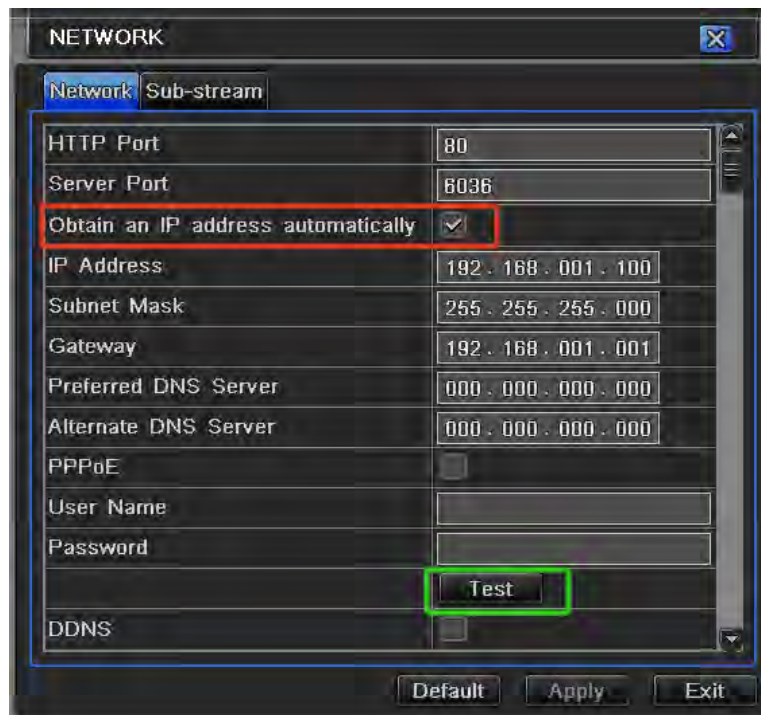 NETWORK
Network Sub-stream
HTTP Port 80
Server Port 6036
Obtain an IP address automatically
IP Address 192 . 168 . 001 . 100
Subnet Mask 255 . 255 . 255 . 000
Gateway 192 . 168 . 001 . 001
Preferred DNS Server 000 . 000 . 000 . 000
Alternate DNS Server 000 . 000 . 000 . 000
PPPoE
User Name
Password
Test
DDNS
Default Apply Exit